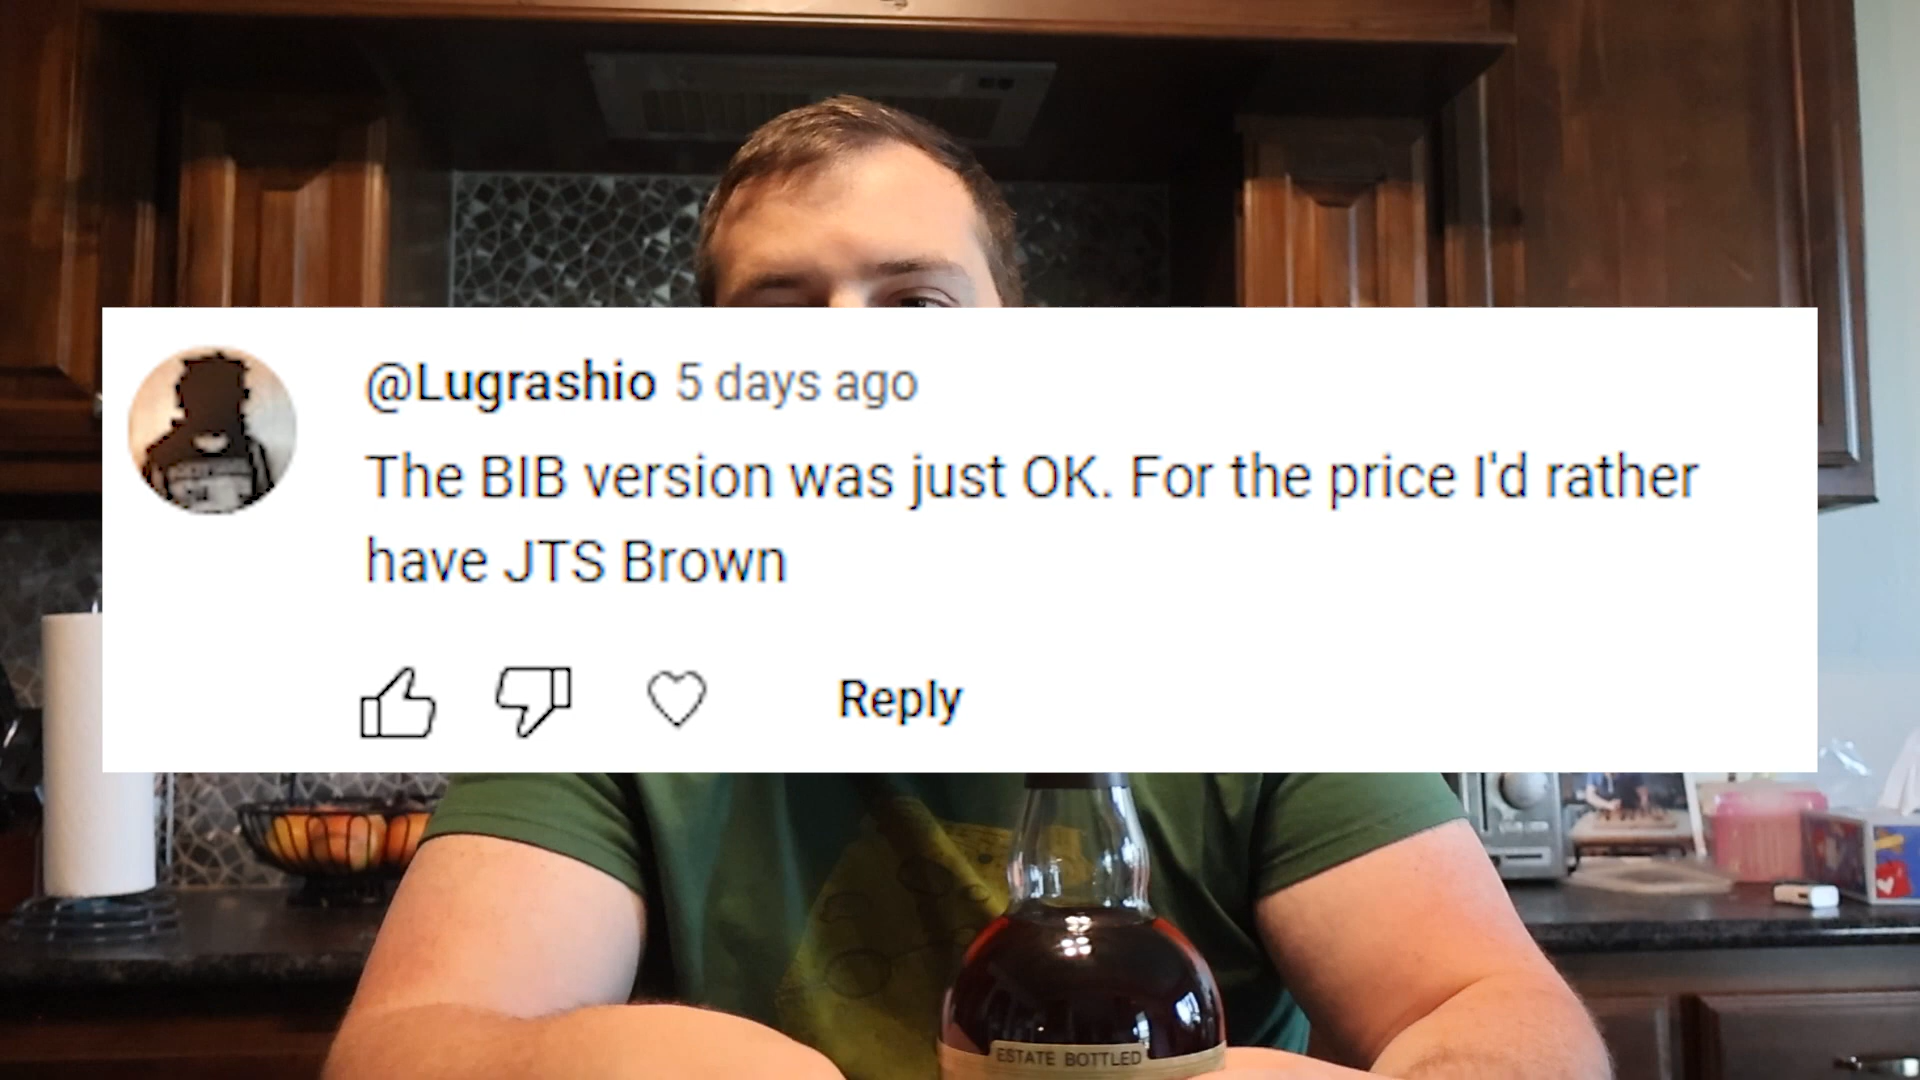 @Lugrashio 5 days ago
The BIB version was just OK. For the price I'd rather
have JTS Brown
Reply
ESTATE BOTTLED